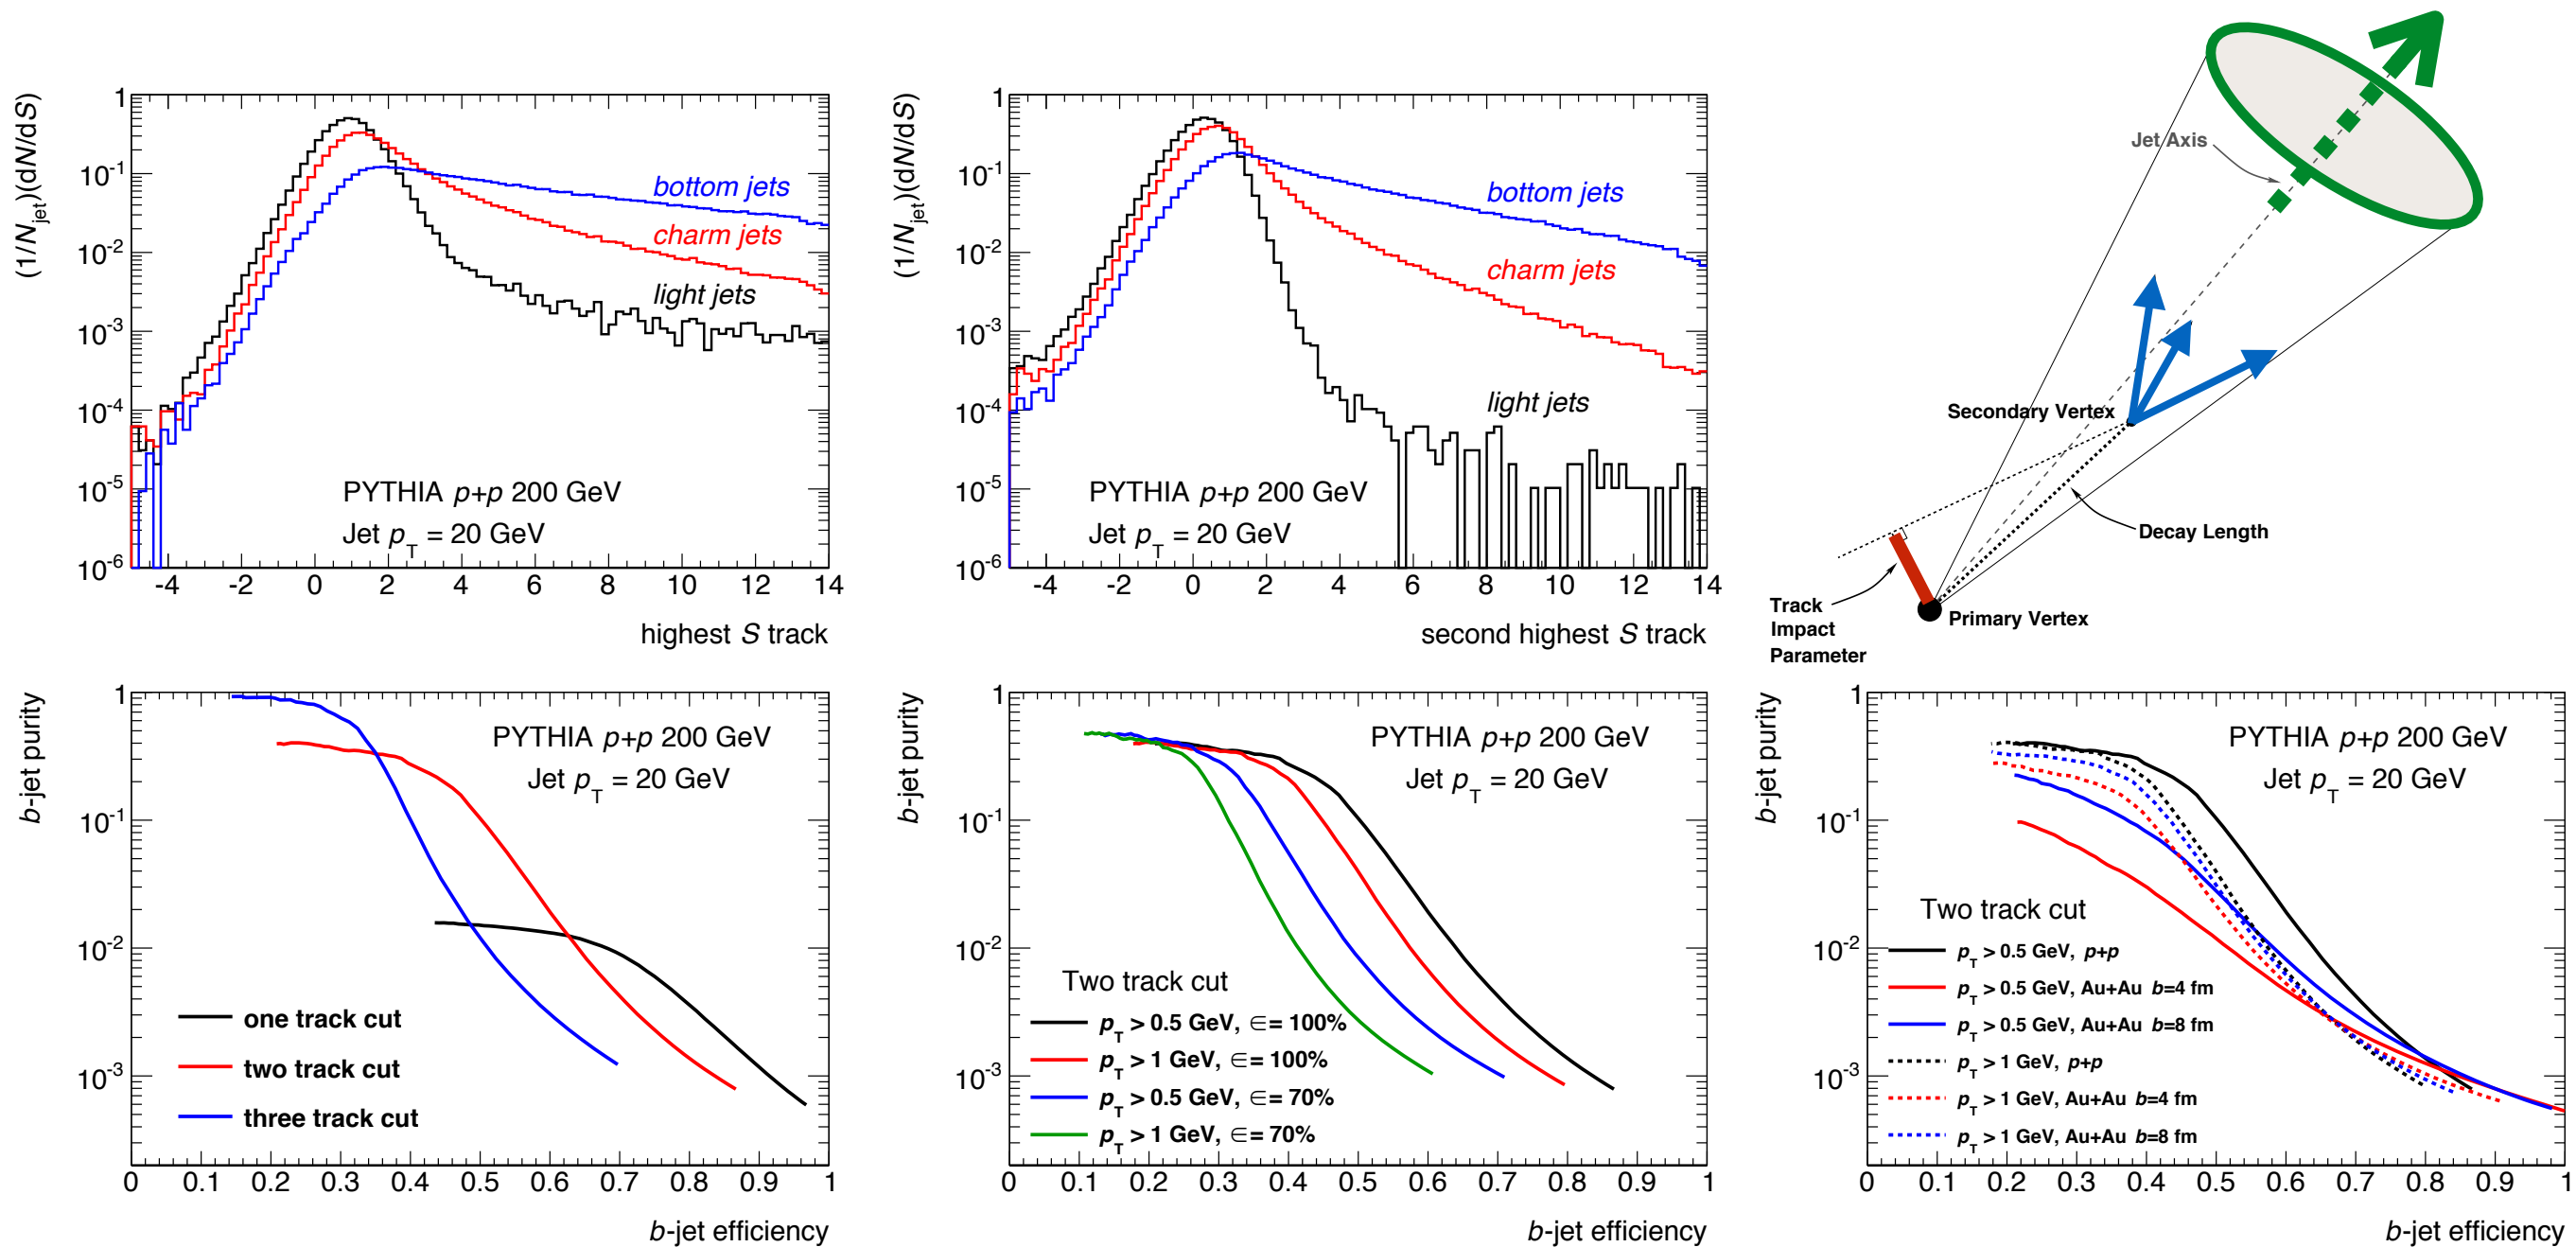 (1/N_jet)(dN/dS)
1
10^-1
10^-2
10^-3
10^-4
10^-5
10^-6
bottom jets
charm jets
light jets
PYTHIA p+p 200 GeV
Jet p_T = 20 GeV
-4 -2 0 2 4 6 8 10 12 14
highest S track
(1/N_jet)(dN/dS)
1
10^-1
10^-2
10^-3
10^-4
10^-5
10^-6
bottom jets
charm jets
light jets
PYTHIA p+p 200 GeV
Jet p_T = 20 GeV
-4 -2 0 2 4 6 8 10 12 14
second highest S track
Jet Axis
Secondary Vertex
Decay Length
Track
Impact
Parameter
Primary Vertex
b-jet purity
1
10^-1
10^-2
10^-3
PYTHIA p+p 200 GeV
Jet p_T = 20 GeV
one track cut
two track cut
three track cut
0 0.1 0.2 0.3 0.4 0.5 0.6 0.7 0.8 0.9 1
b-jet efficiency
b-jet purity
1
10^-1
10^-2
10^-3
PYTHIA p+p 200 GeV
Jet p_T = 20 GeV
Two track cut
p_T > 0.5 GeV, ∈= 100%
p_T > 1 GeV, ∈= 100%
p_T > 0.5 GeV, ∈= 70%
p_T > 1 GeV, ∈= 70%
0 0.1 0.2 0.3 0.4 0.5 0.6 0.7 0.8 0.9 1
b-jet efficiency
b-jet purity
1
10^-1
10^-2
10^-3
PYTHIA p+p 200 GeV
Jet p_T = 20 GeV
Two track cut
p_T > 0.5 GeV, p+p
p_T > 0.5 GeV, Au+Au b=4 fm
p_T > 0.5 GeV, Au+Au b=8 fm
p_T > 1 GeV, p+p
p_T > 1 GeV, Au+Au b=4 fm
p_T > 1 GeV, Au+Au b=8 fm
0 0.1 0.2 0.3 0.4 0.5 0.6 0.7 0.8 0.9 1
b-jet efficiency